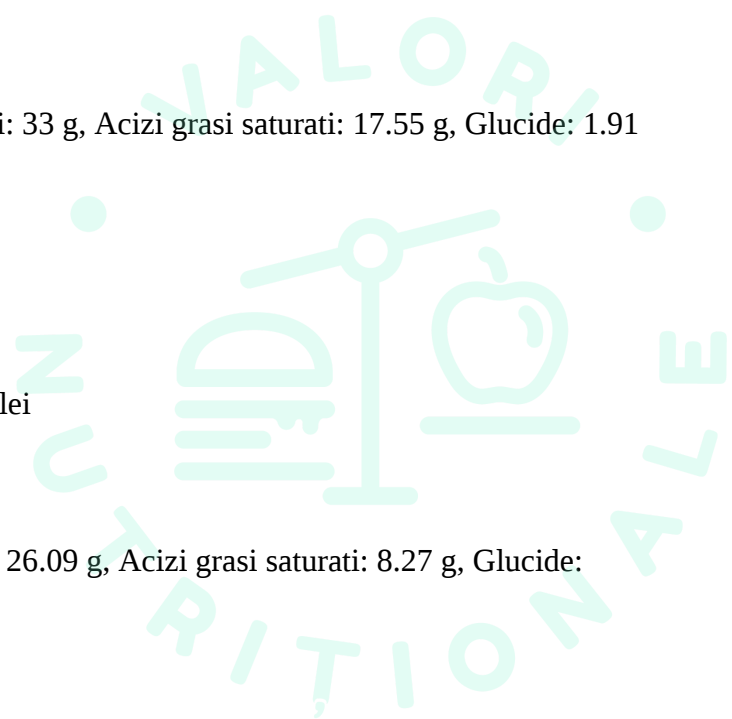 VALORI
i: 33 g, Acizi grasi saturati: 17.55 g, Glucide: 1.91
lei
26.09 g, Acizi grasi saturati: 8.27 g, Glucide:
NUTRIȚIONALE